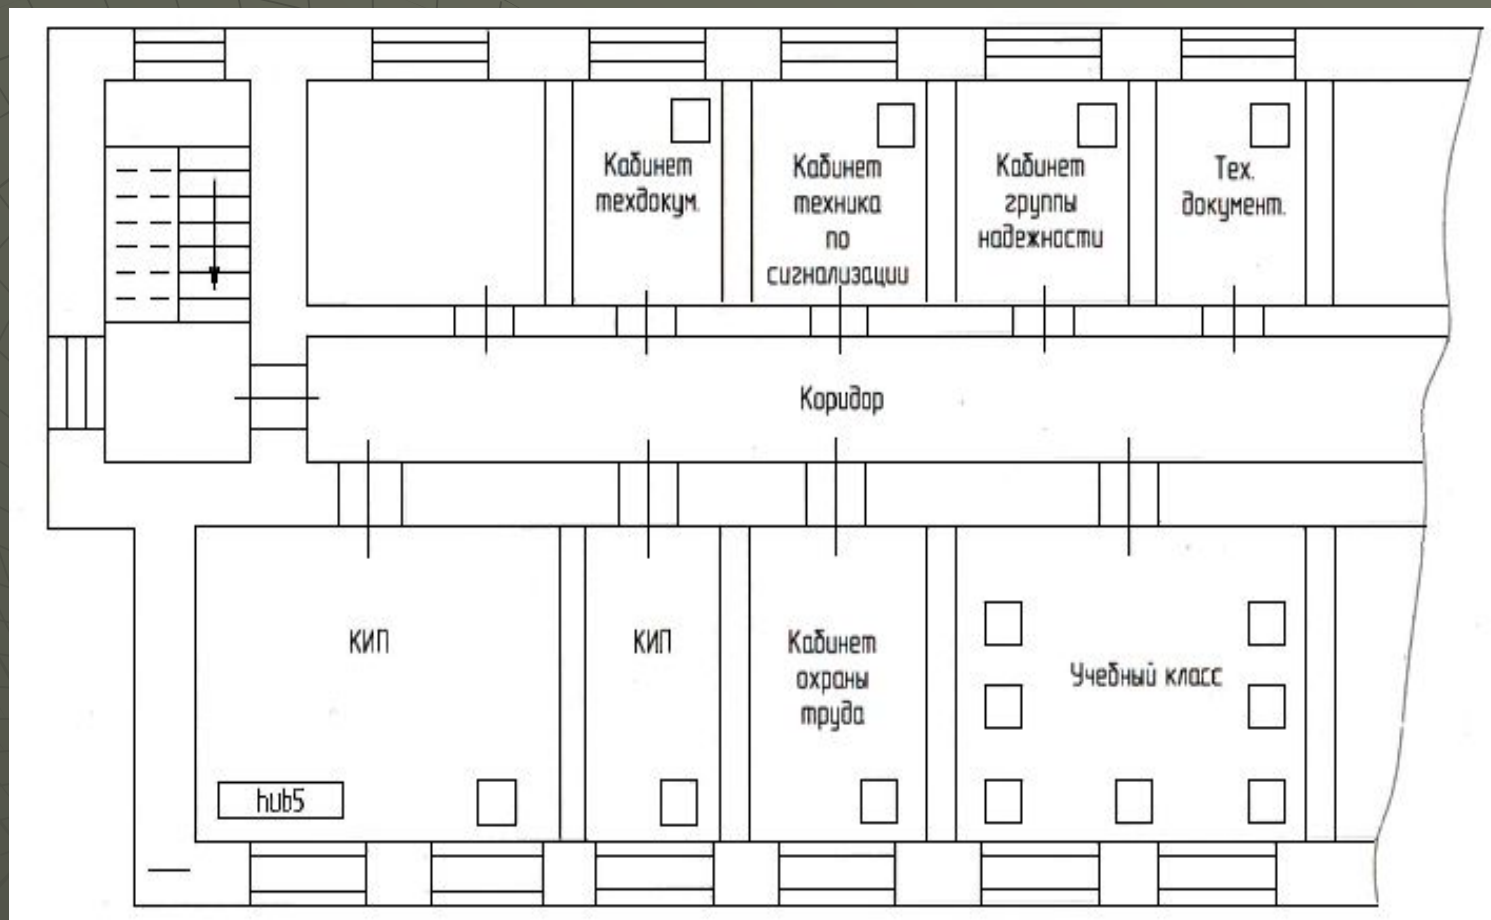 Кабинет
техдокум.
Кабинет
техника
по
сигнализации
Кабинет
группы
надежности
Тех.
документ.
Коридор
КИП
КИП
Кабинет
охраны
труда
Учебный класс
hub5